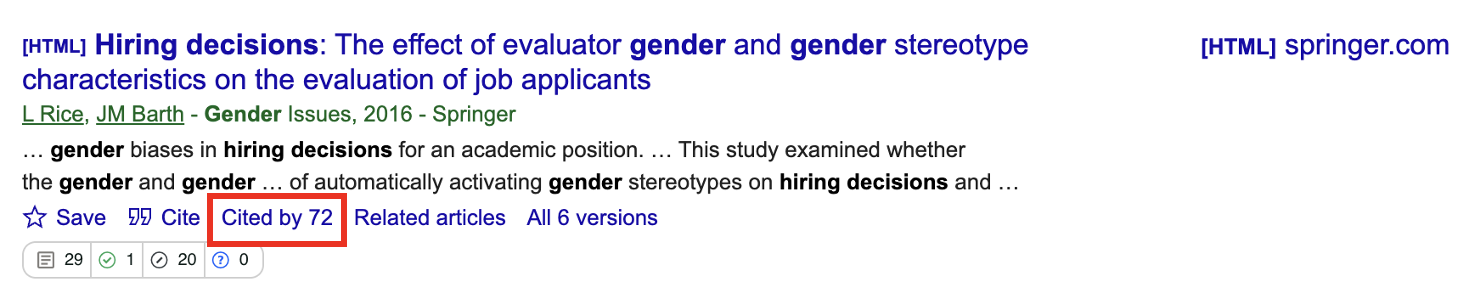 [HTML] Hiring decisions: The effect of evaluator gender and gender stereotype
characteristics on the evaluation of job applicants
[HTML] springer.com
L Rice, JM Barth - Gender Issues, 2016 - Springer
… gender biases in hiring decisions for an academic position. … This study examined whether
the gender and gender … of automatically activating gender stereotypes on hiring decisions and …
Save Cite Cited by 72 Related articles All 6 versions
29 1 20 0